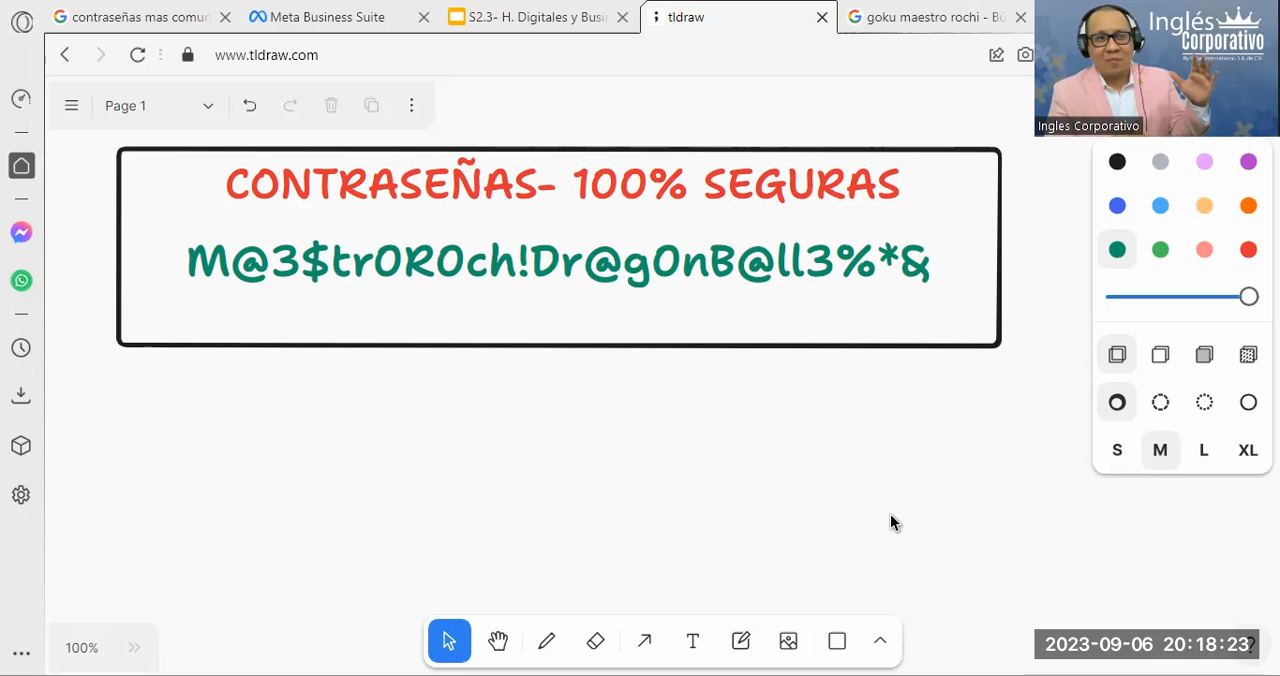 contraseñas mas comun
Meta Business Suite
S2.3- H. Digitales y Busi
tldraw
goku maestro rochi - Bú
www.tldraw.com
Page 1
CONTRASEÑAS- 100% SEGURAS
M@3$tr0R0ch!Dr@g0nB@ll3%*&
Inglés
Corporativo
Ingles Corporativo
S M L XL
100%
2023-09-06 20:18:23
?